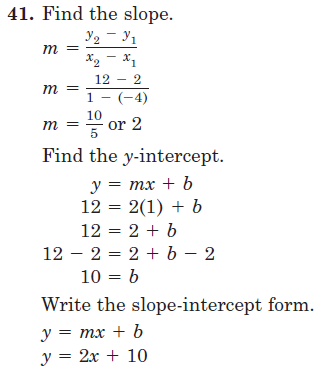 41. Find the slope.
m = (y₂ − y₁)/(x₂ − x₁)
m = (12 − 2)/(1 − (−4))
m = 10/5 or 2
Find the y-intercept.
y = mx + b
12 = 2(1) + b
12 = 2 + b
12 − 2 = 2 + b − 2
10 = b
Write the slope-intercept form.
y = mx + b
y = 2x + 10